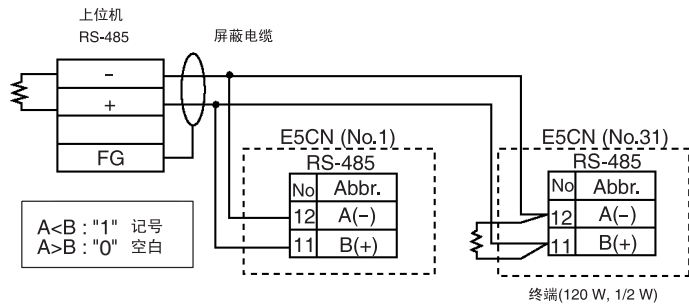 上位机
RS-485
屏蔽电缆
−
+
FG
E5CN (No.1)
RS-485
No Abbr.
12 A(−)
11 B(+)
E5CN (No.31)
RS-485
No Abbr.
12 A(−)
11 B(+)
A<B : "1" 记号
A>B : "0" 空白
终端(120 W, 1/2 W)